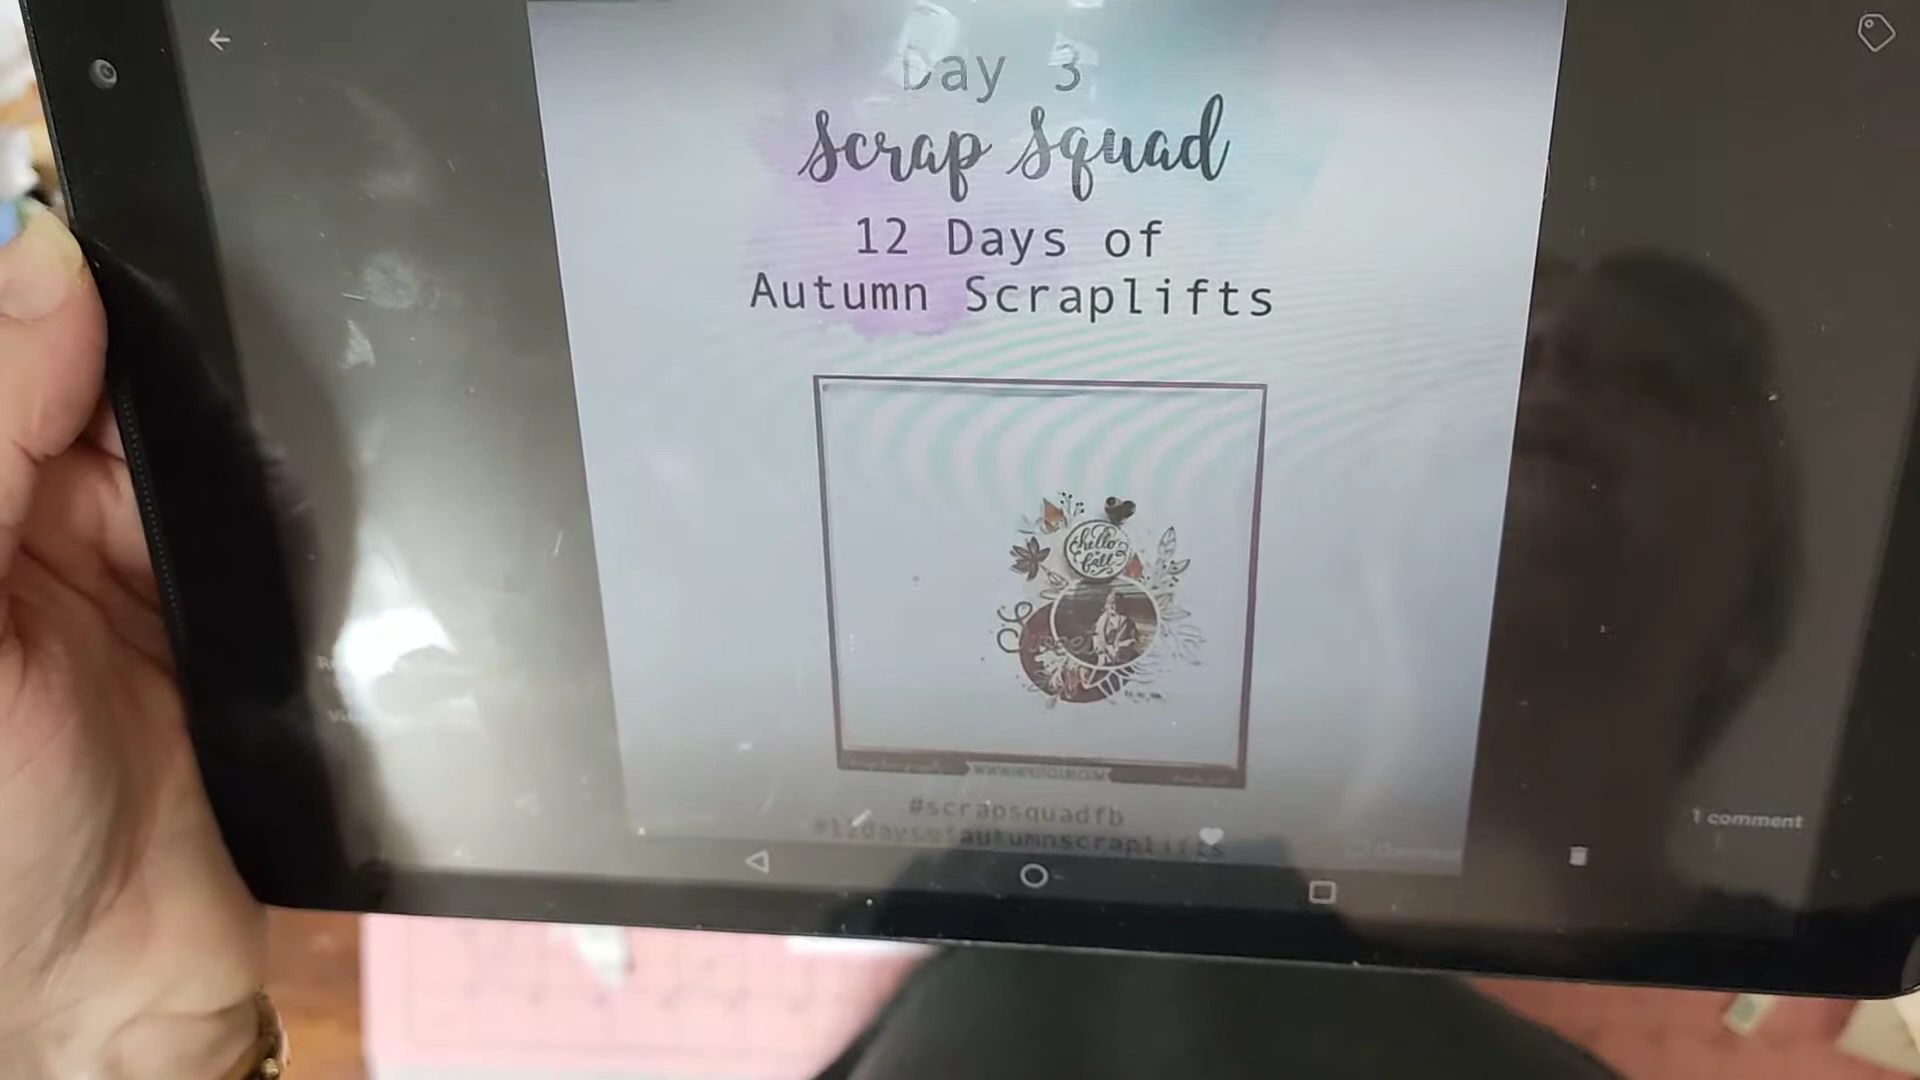 Day 3
Scrap Squad
12 Days of
Autumn Scraplifts
hello
fall
#scrapsquadfb
#12daysofautumnscraplifts
1 comment